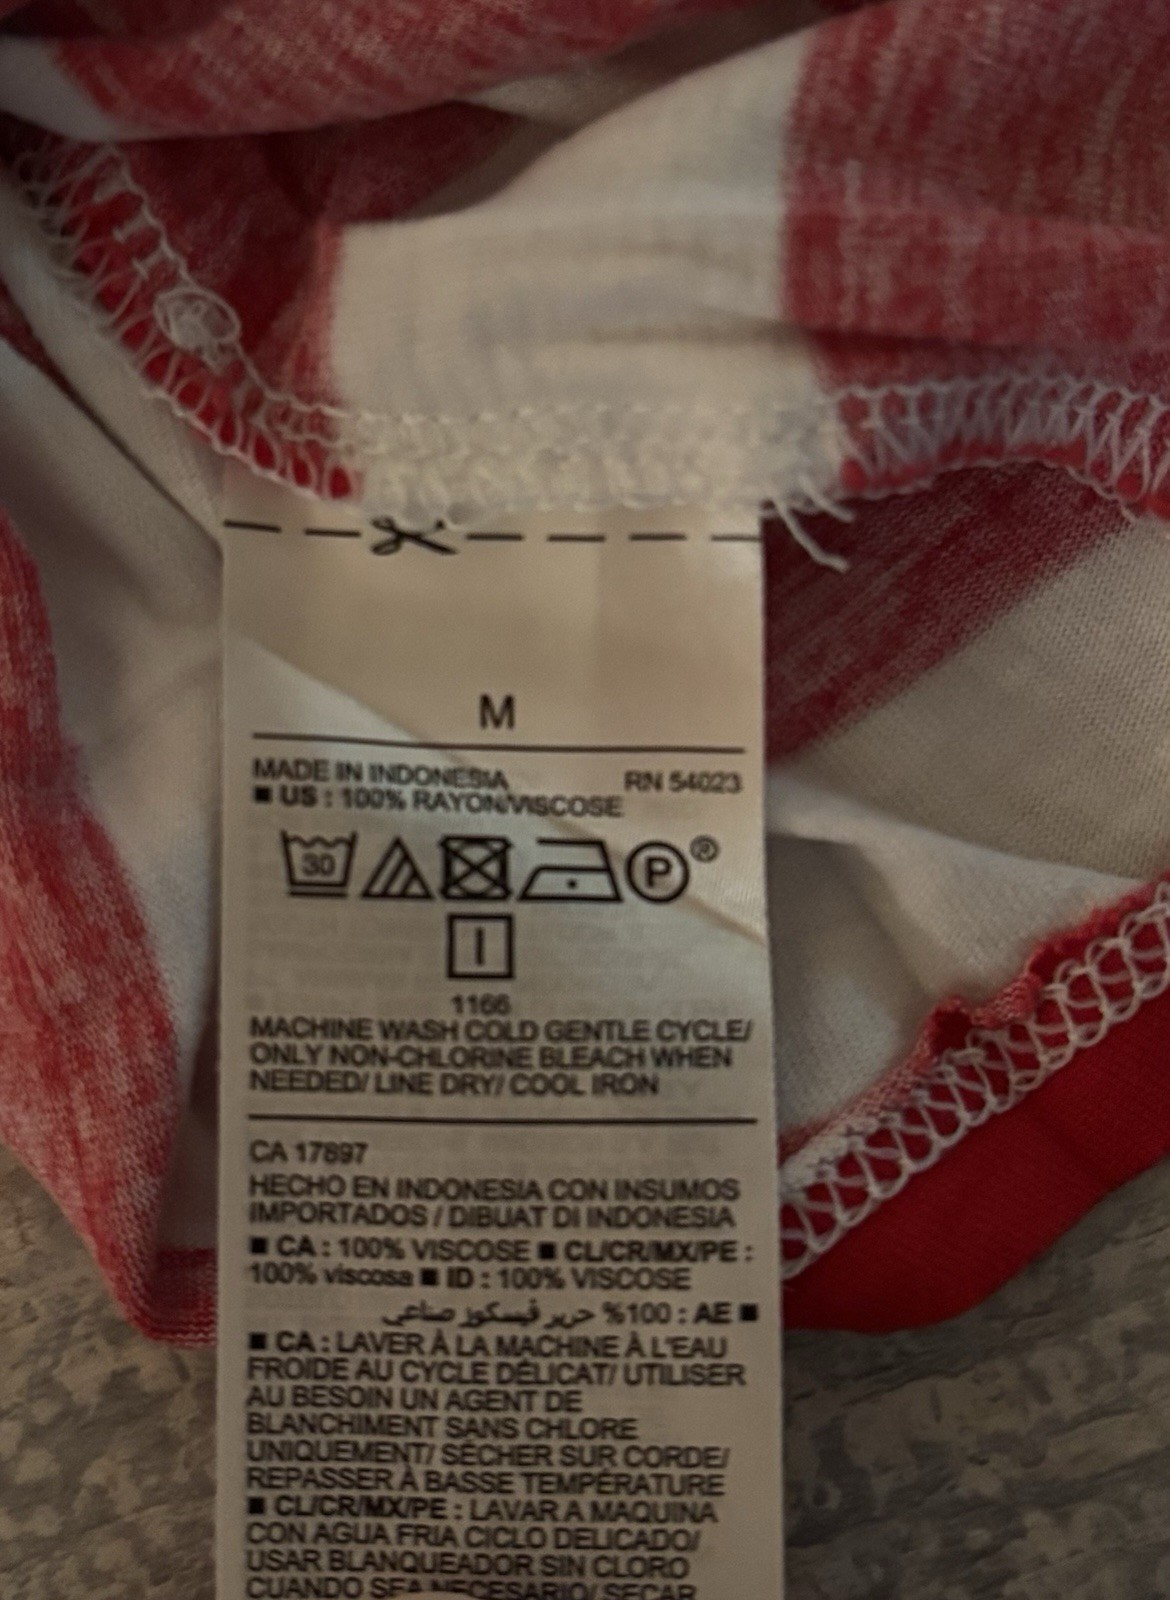 M
MADE IN INDONESIA RN 54023
■ US : 100% RAYON/VISCOSE
30 P ®
1166
MACHINE WASH COLD GENTLE CYCLE/
ONLY NON-CHLORINE BLEACH WHEN
NEEDED/ LINE DRY/ COOL IRON
CA 17897
HECHO EN INDONESIA CON INSUMOS
IMPORTADOS / DIBUAT DI INDONESIA
■ CA : 100% VISCOSE ■ CL/CR/MX/PE :
100% viscosa ■ ID : 100% VISCOSE
■ AE : 100% حرير ڤيسكوز صناعي
■ CA : LAVER À LA MACHINE À L'EAU
FROIDE AU CYCLE DÉLICAT/ UTILISER
AU BESOIN UN AGENT DE
BLANCHIMENT SANS CHLORE
UNIQUEMENT/ SÉCHER SUR CORDE/
REPASSER À BASSE TEMPÉRATURE
■ CL/CR/MX/PE : LAVAR A MAQUINA
CON AGUA FRIA CICLO DELICADO/
USAR BLANQUEADOR SIN CLORO
CUANDO SEA NECESARIO/ SECAR